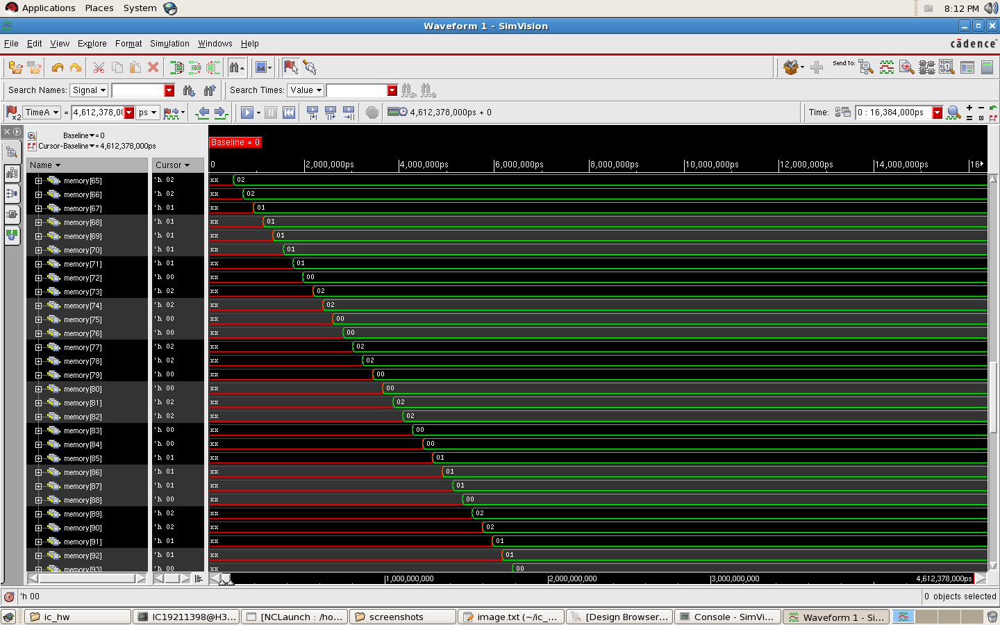 Applications Places System 8:12 PM
Waveform 1 - SimVision
File Edit View Explore Format Simulation Windows Help cādence
Send To:
Search Names: Signal Search Times: Value
x2 TimeA = 4,612,378,0 ps 4,612,378,000ps + 0 Time: 0 : 16,384,000ps
Baseline = 0
Cursor-Baseline = 4,612,378,000ps
Baseline = 0
Name Cursor 0 2,000,000ps 4,000,000ps 6,000,000ps 8,000,000ps 10,000,000ps 12,000,000ps 14,000,000ps 16
memory[65] 'h 02 xx 02
memory[66] 'h 02 xx 02
memory[67] 'h 01 xx 01
memory[68] 'h 01 xx 01
memory[69] 'h 01 xx 01
memory[70] 'h 01 xx 01
memory[71] 'h 01 xx 01
memory[72] 'h 00 xx 00
memory[73] 'h 02 xx 02
memory[74] 'h 02 xx 02
memory[75] 'h 00 xx 00
memory[76] 'h 00 xx 00
memory[77] 'h 02 xx 02
memory[78] 'h 02 xx 02
memory[79] 'h 00 xx 00
memory[80] 'h 00 xx 00
memory[81] 'h 02 xx 02
memory[82] 'h 02 xx 02
memory[83] 'h 00 xx 00
memory[84] 'h 00 xx 00
memory[85] 'h 01 xx 01
memory[86] 'h 01 xx 01
memory[87] 'h 01 xx 01
memory[88] 'h 00 xx 00
memory[89] 'h 02 xx 02
memory[90] 'h 02 xx 02
memory[91] 'h 01 xx 01
memory[92] 'h 01 xx 01
memory[93] 'h 00 xx 00
1,000,000,000 2,000,000,000 3,000,000,000 4,612,378,000ps
'h 00 0 objects selected
ic_hw IC19211398@H3... [NCLaunch : /ho... screenshots image.txt (~/ic_... [Design Browser... Console - SimVi... Waveform 1 - Si...